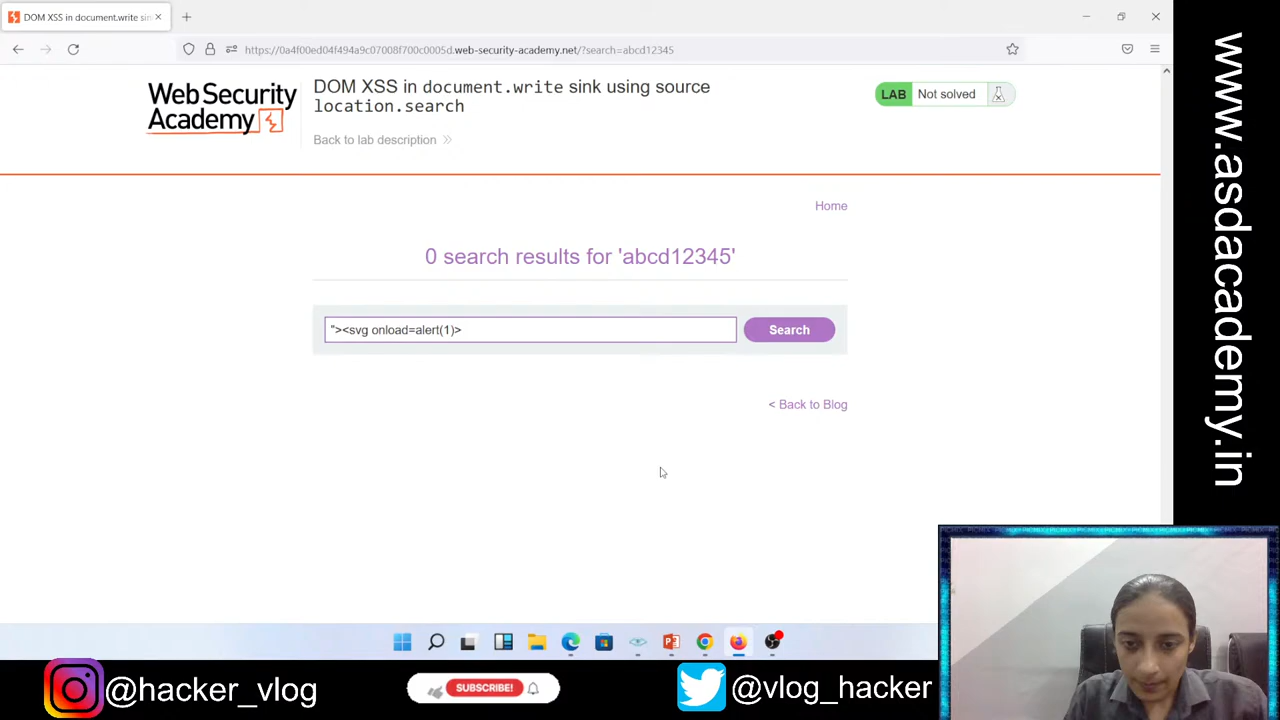 DOM XSS in document.write sin
https://0a4f00ed04f494a9c07008f700c0005d.web-security-academy.net/?search=abcd12345
Web Security
Academy
DOM XSS in document.write sink using source
location.search
Back to lab description
LAB Not solved
Home
0 search results for 'abcd12345'
"><svg onload=alert(1)>
Search
< Back to Blog
www.asdacademy.in
@hacker_vlog
SUBSCRIBE!
@vlog_hacker